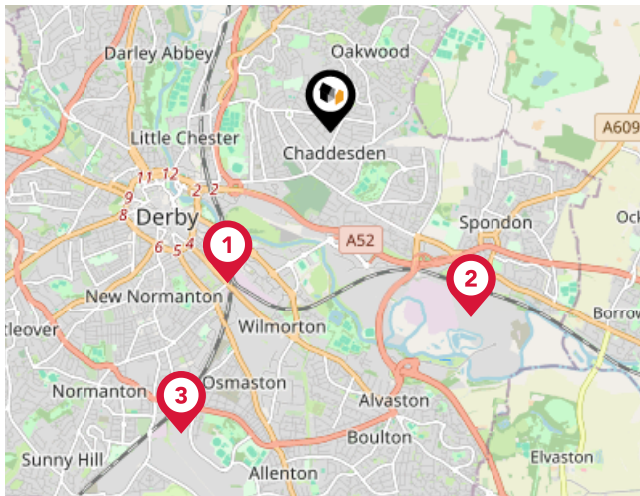 Darley Abbey
Oakwood
Little Chester
A609
Chaddesden
11 12
9
2 2
8
Derby
Spondon
Ock
6 5 4
1
A52
2
New Normanton
Wilmorton
Borrow
tleover
Normanton
3
Osmaston
Alvaston
Boulton
Sunny Hill
Elvaston
Allenton